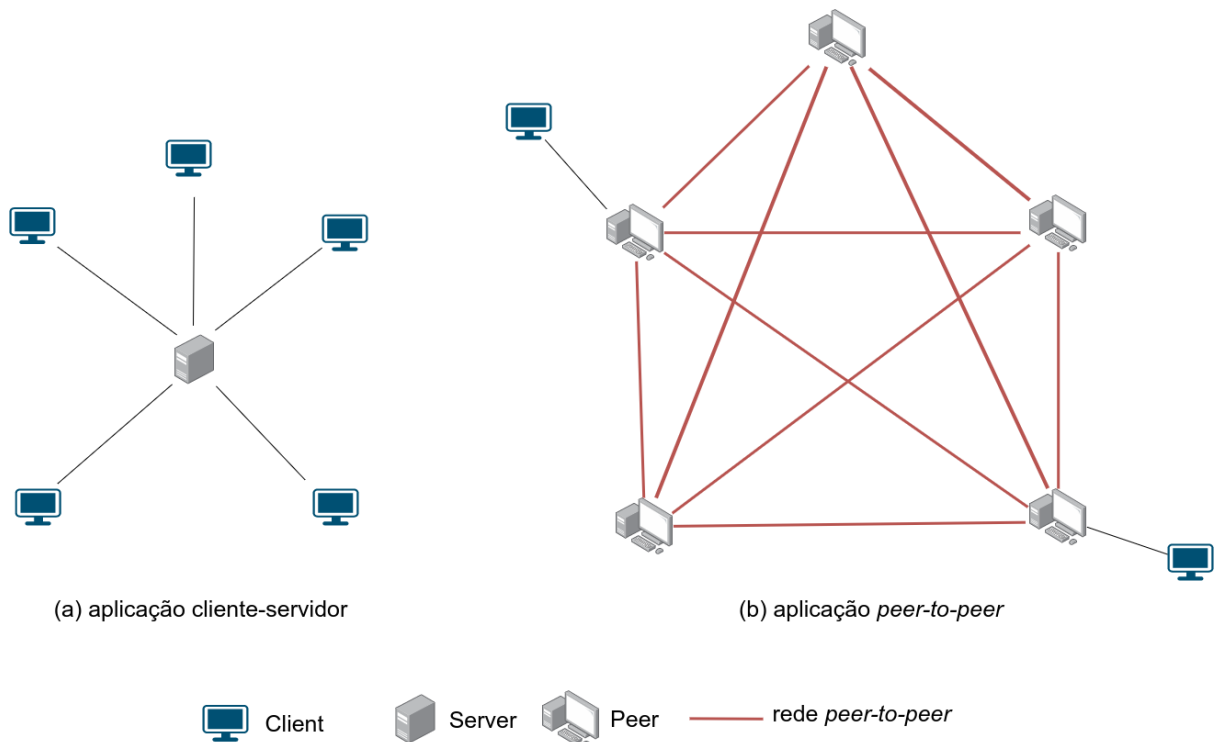 (a) aplicação cliente-servidor
(b) aplicação peer-to-peer
Client
Server
Peer
rede peer-to-peer